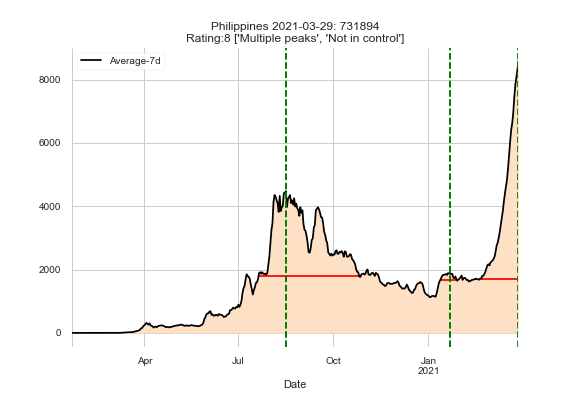 Philippines 2021-03-29: 731894
Rating:8 ['Multiple peaks', 'Not in control']
Average-7d
8000
6000
4000
2000
0
Apr Jul Oct Jan
2021
Date